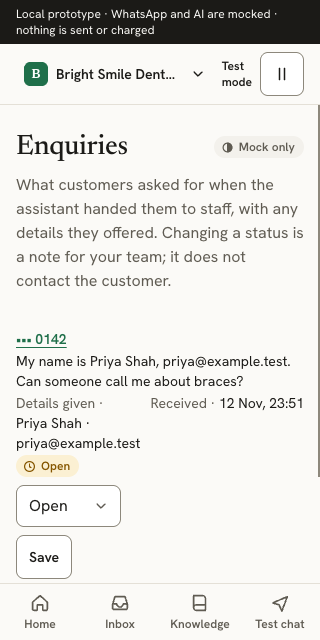 Local prototype · WhatsApp and AI are mocked ·
nothing is sent or charged
B Bright Smile Dent... Test
mode
Enquiries
Mock only
What customers asked for when the
assistant handed them to staff, with any
details they offered. Changing a status is
a note for your team; it does not
contact the customer.
••• 0142
My name is Priya Shah, priya@example.test.
Can someone call me about braces?
Details given ·
Priya Shah ·
priya@example.test
Received · 12 Nov, 23:51
Open
Open
Save
Home Inbox Knowledge Test chat